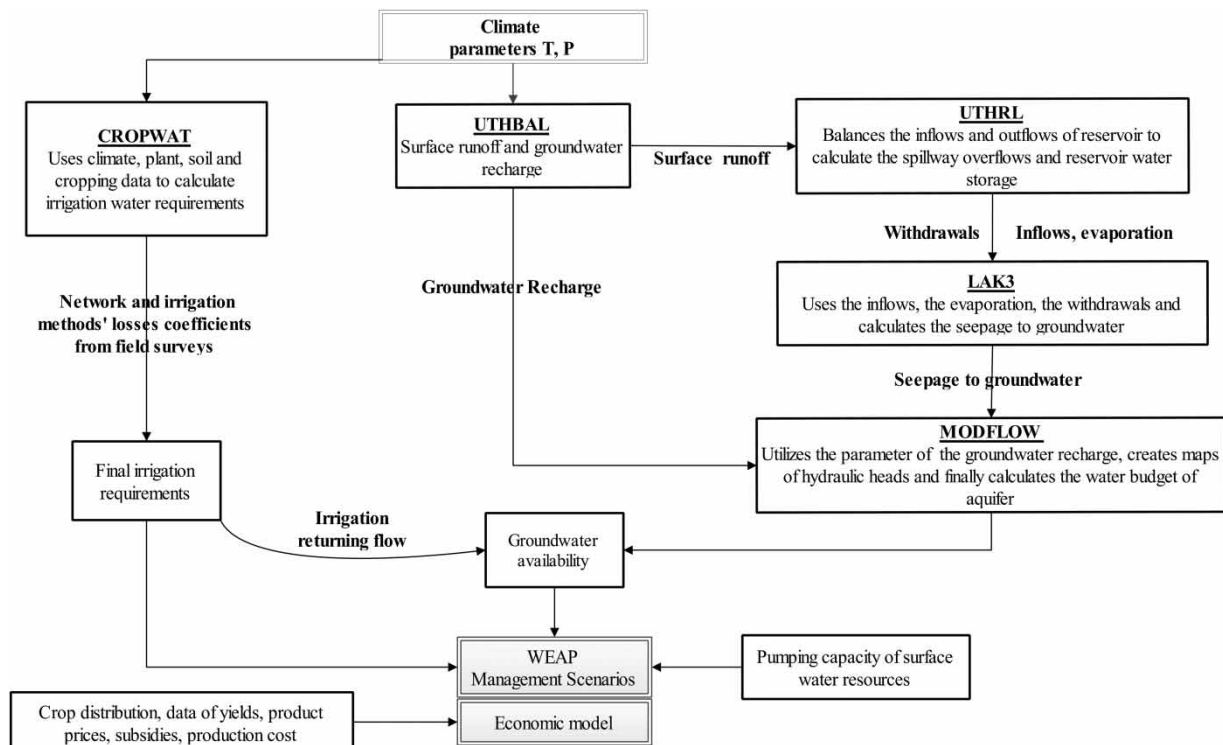 Climate
parameters T, P
CROPWAT
Uses climate, plant, soil and
cropping data to calculate
irrigation water requirements
UTHBAL
Surface runoff and groundwater
recharge
Surface runoff
UTHRL
Balances the inflows and outflows of reservoir to
calculate the spillway overflows and reservoir water
storage
Withdrawals
Inflows, evaporation
LAK3
Uses the inflows, the evaporation, the withdrawals and
calculates the seepage to groundwater
Network and irrigation
methods' losses coefficients
from field surveys
Groundwater Recharge
Seepage to groundwater
MODFLOW
Utilizes the parameter of the groundwater recharge, creates maps
of hydraulic heads and finally calculates the water budget of
aquifer
Final irrigation
requirements
Irrigation
returning flow
Groundwater
availability
WEAP
Management Scenarios
Pumping capacity of surface
water resources
Crop distribution, data of yields, product
prices, subsidies, production cost
Economic model